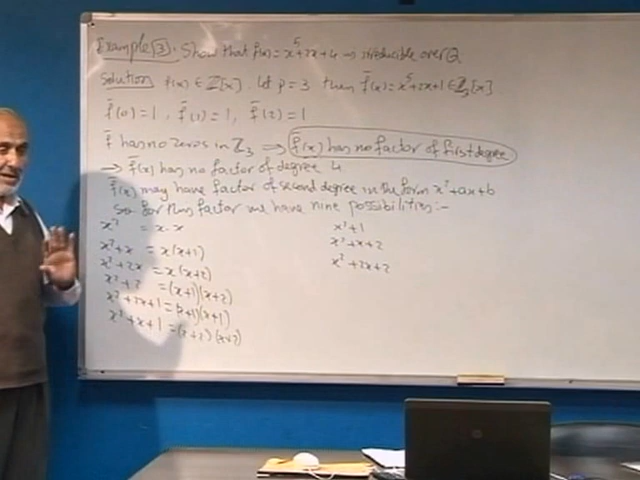 Example [3]. Show that f(x) = x⁵+2x+4 is irreducible over Q
Solution f(x) ∈ Z[x]. Let p=3 then f̄(x)=x⁵+2x+1 ∈ Z₃[x]
f̄(0)=1, f̄(1)=1, f̄(2)=1
f̄ has no zeros in Z₃ ⟹ f̄(x) has no factor of first degree
→ f̄(x) has no factor of degree 4
f̄(x) may have factor of second degree in the form x²+ax+b
so for this factor we have nine possibilities:-
x² = x·x
x²+x = x(x+1)
x²+2x = x(x+2)
x²+2 = (x+1)(x+2)
x²+2x+1 = (x+1)(x+1)
x²+x+1 = (x+2)(x+2)
x²+1
x²+x+2
x²+2x+2